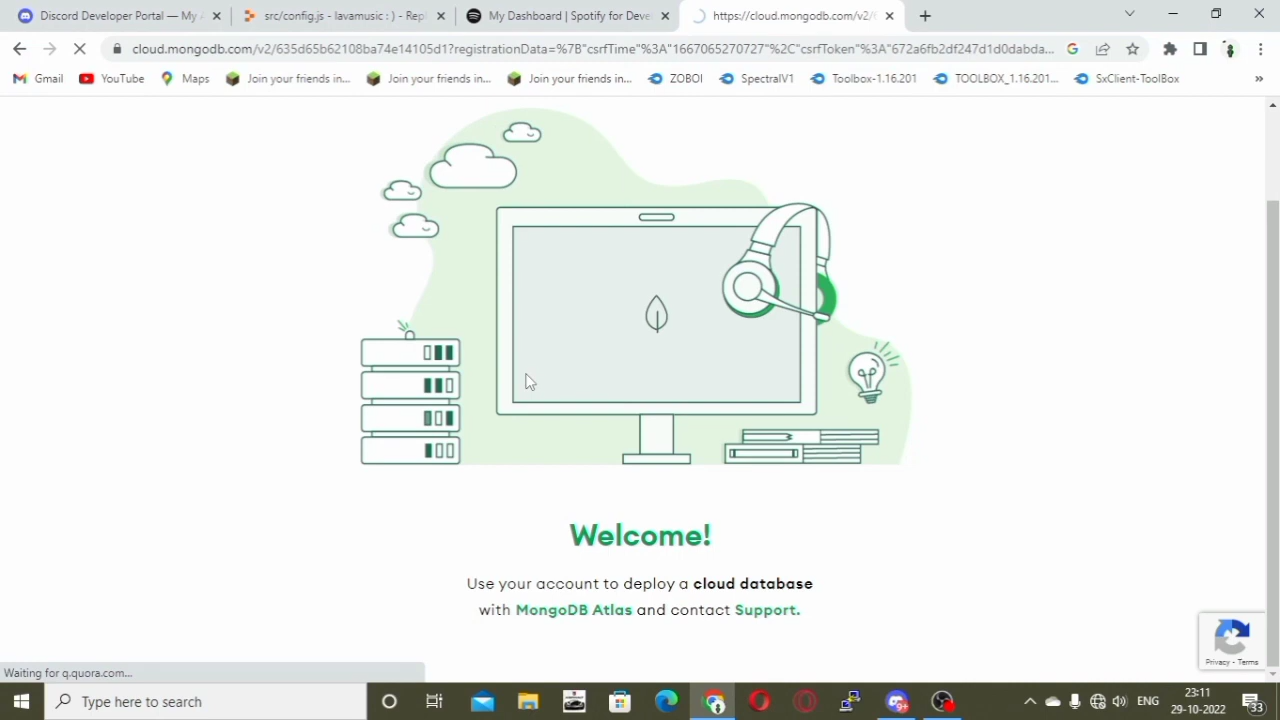 Discord Developer Portal — My A
src/config.js - lavamusic : ) - Repl
My Dashboard | Spotify for Deve
https://cloud.mongodb.com/v2/6
cloud.mongodb.com/v2/635d65b62108ba74e14105d1?registrationData=%7B"csrfTime"%3A"1667065270727"%2C"csrfToken"%3A"672a6fb2df247d1d0dabda...
Gmail
YouTube
Maps
Join your friends in...
Join your friends in...
Join your friends in...
ZOBOI
SpectralV1
Toolbox-1.16.201
TOOLBOX_1.16.201...
SxClient-ToolBox
»
Welcome!
Use your account to deploy a cloud database
with MongoDB Atlas and contact Support.
Privacy - Terms
Waiting for q.quora.com...
Type here to search
ENG
23:11
29-10-2022
33